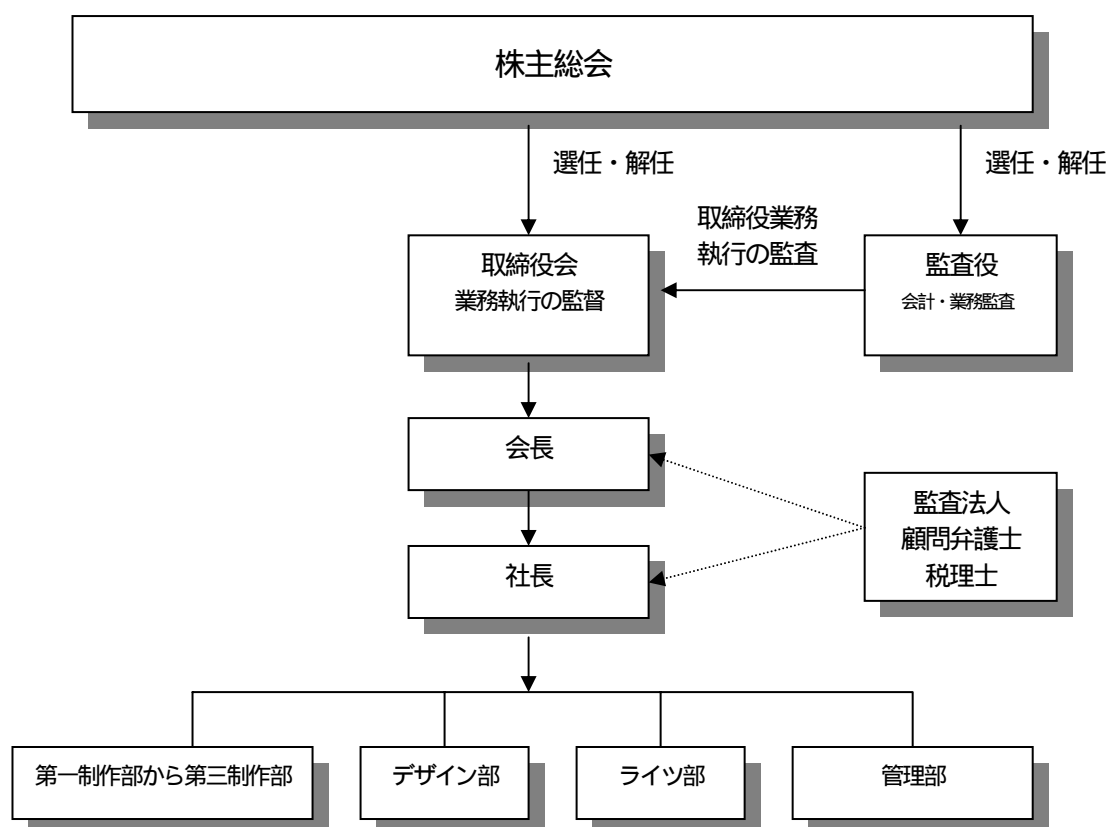 株主総会
選任・解任
選任・解任
取締役業務
執行の監査
取締役会
業務執行の監督
監査役
会計・業務監査
会長
監査法人
顧問弁護士
税理士
社長
第一制作部から第三制作部
デザイン部
ライツ部
管理部